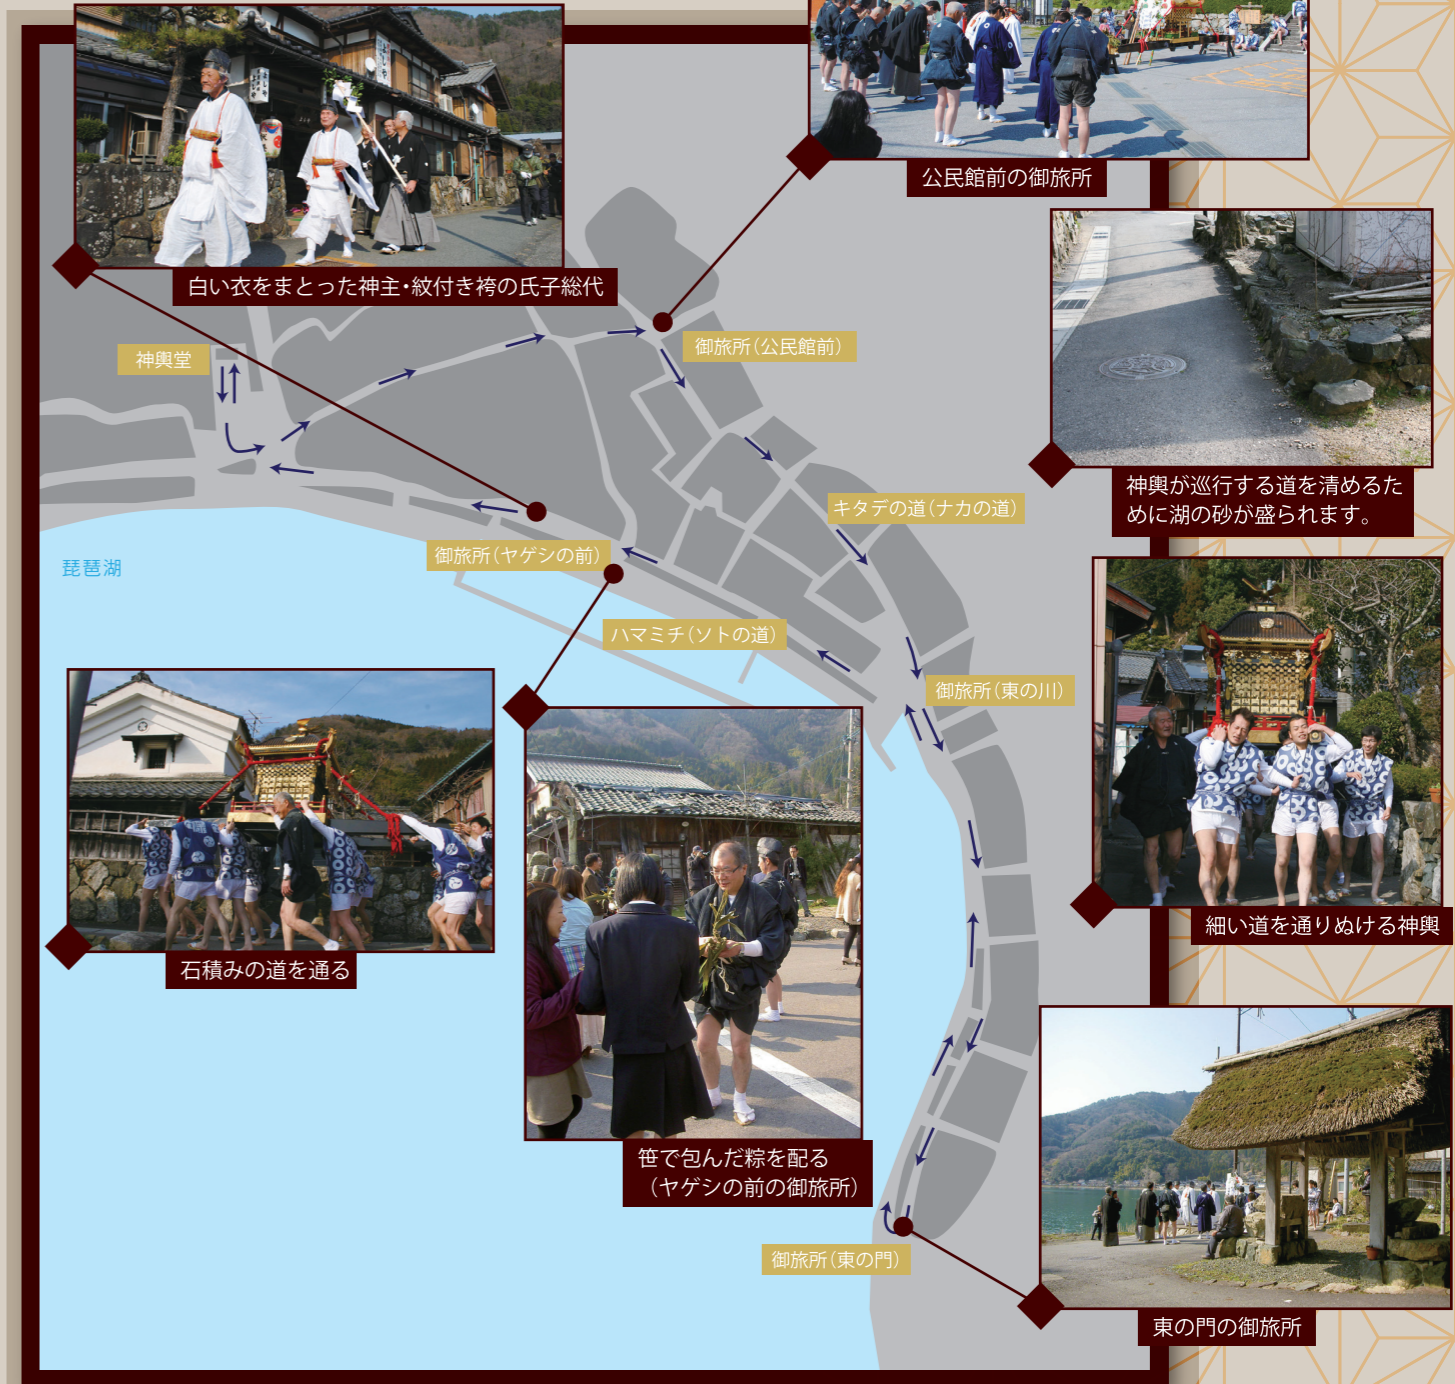 公民館前の御旅所
白い衣をまとった神主・紋付き袴の氏子総代
神輿堂
御旅所(公民館前)
神輿が巡行する道を清めるた
めに湖の砂が盛られます。
キタデの道(ナカの道)
御旅所(ヤゲシの前)
琵琶湖
ハマミチ(ソトの道)
御旅所(東の川)
細い道を通りぬける神輿
石積みの道を通る
笹で包んだ粽を配る
(ヤゲシの前の御旅所)
御旅所(東の門)
東の門の御旅所